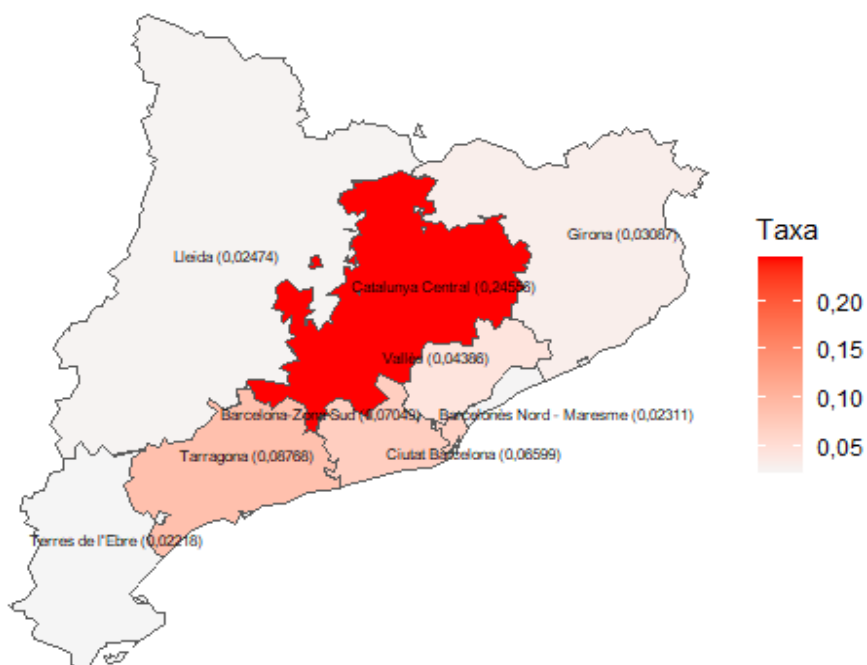 Girona (0,03087)
Lleida (0,02474)
Catalunya Central (0,24556)
Vallès (0,04386)
Barcelona-Zona Sud (0,07049)
Barcelonès Nord - Maresme (0,02311)
Tarragona (0,08768)
Ciutat Barcelona (0,06599)
Terres de l'Ebre (0,02218)
Taxa
0,20
0,15
0,10
0,05